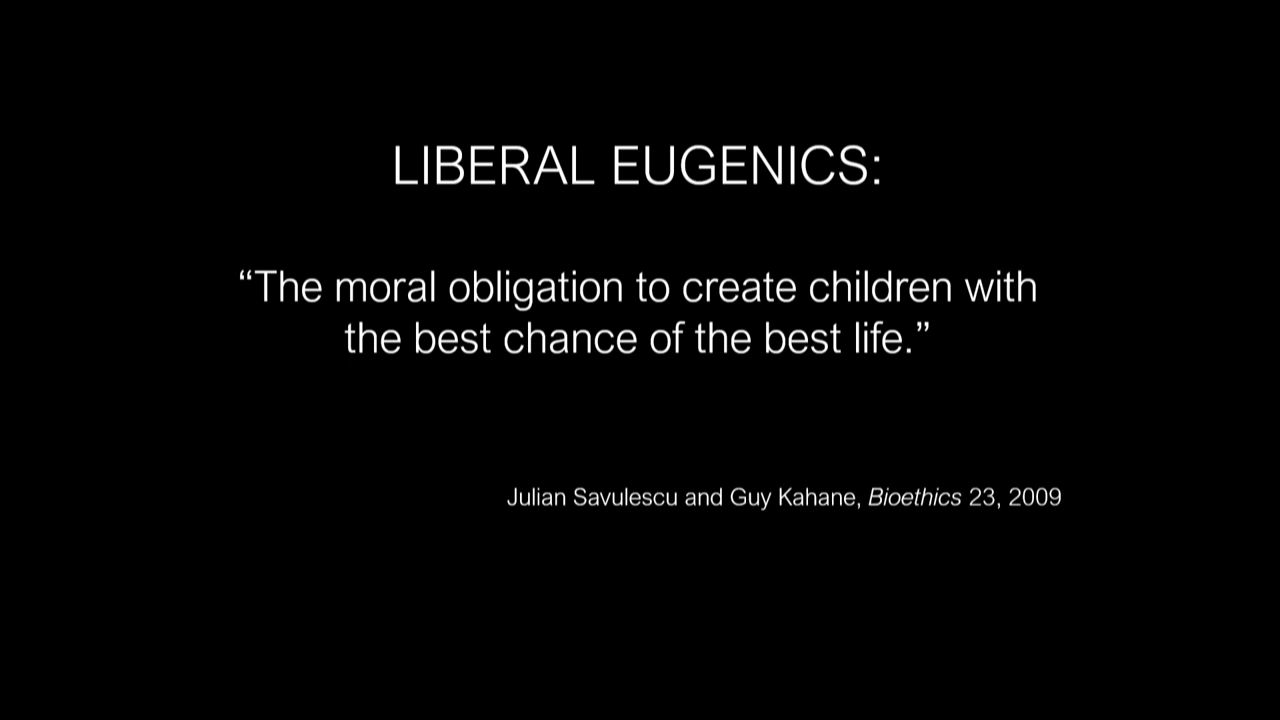 LIBERAL EUGENICS:
“The moral obligation to create children with
the best chance of the best life.”
Julian Savulescu and Guy Kahane, Bioethics 23, 2009